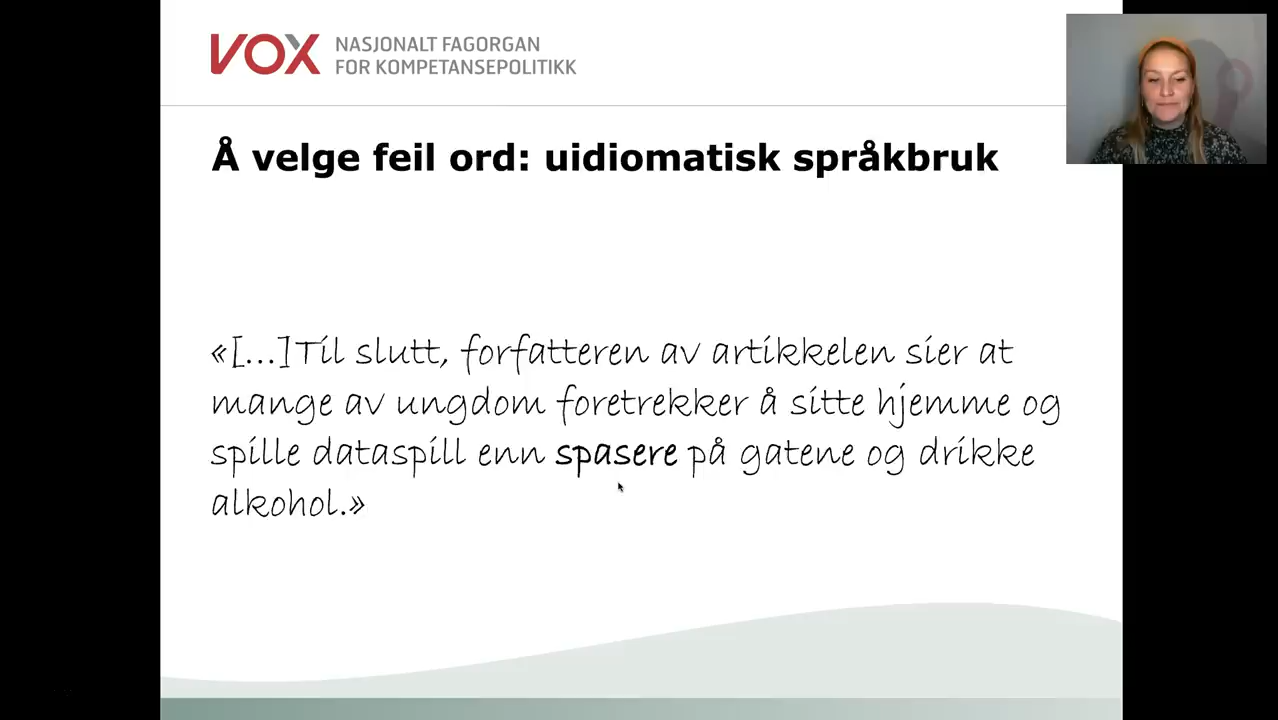 VOX NASJONALT FAGORGAN
FOR KOMPETANSEPOLITIKK
Å velge feil ord: uidiomatisk språkbruk
«[...]Til slutt, forfatteren av artikkelen sier at
mange av ungdom foretrekker å sitte hjemme og
spille dataspill enn spasere på gatene og drikke
alkohol.»